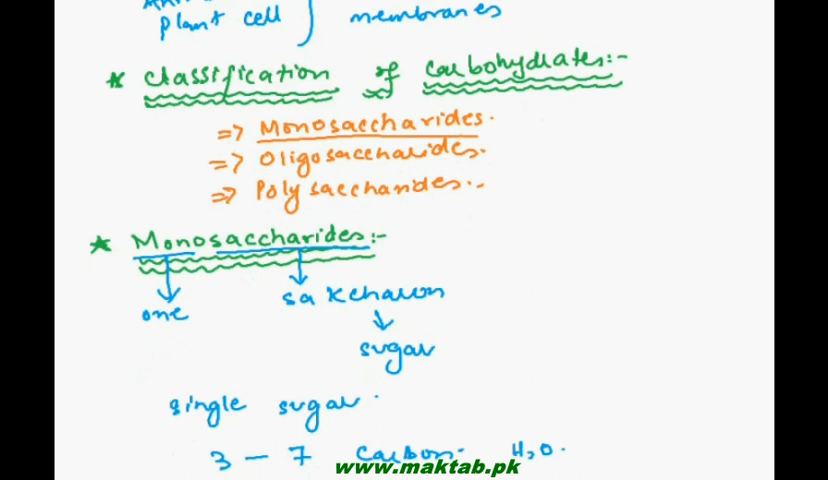 plant cell } membranes
* Classification of Carbohydrates:-
=> Monosaccharides.
=> Oligosaccharides.
=> Polysaccharides.-
* Monosaccharides:-
one sakcharon
sugar
single sugar.
3 - 7 Carbon. H2O.
www.maktab.pk